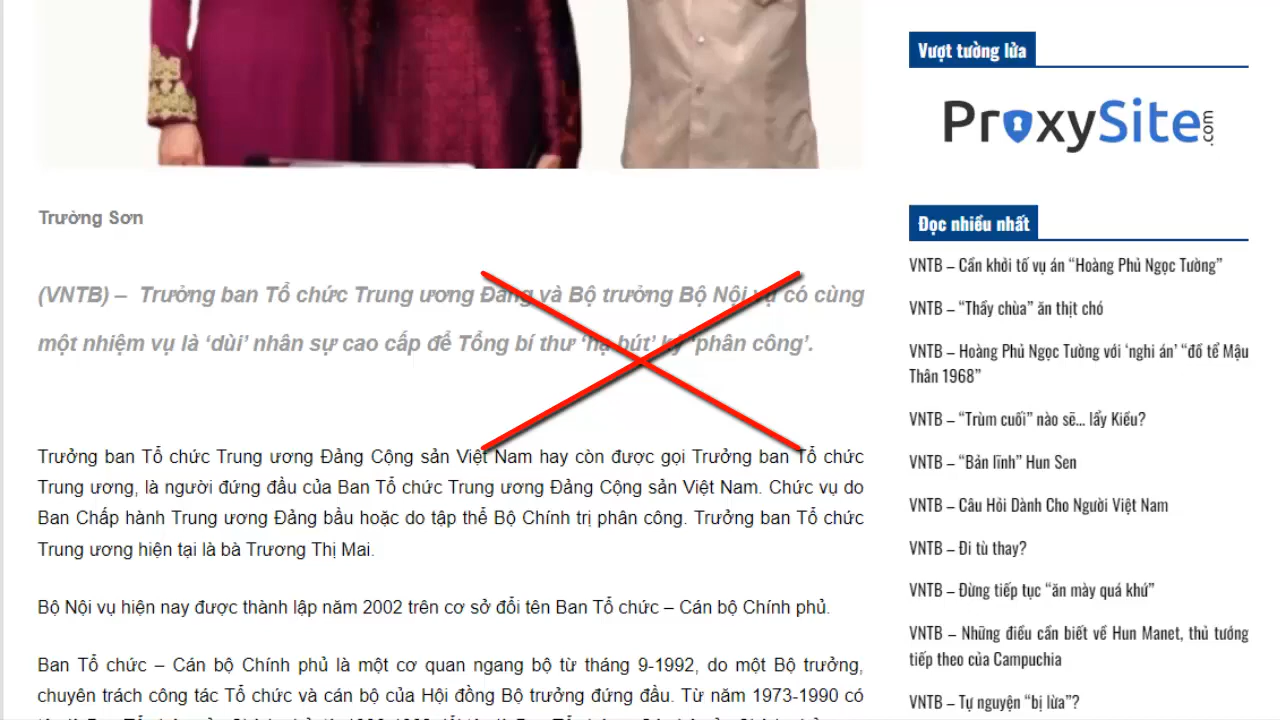 Trường Sơn
(VNTB) – Trưởng ban Tổ chức Trung ương Đảng và Bộ trưởng Bộ Nội vụ có cùng
một nhiệm vụ là ‘dùi’ nhân sự cao cấp để Tổng bí thư ‘hạ bút’ ký ‘phân công’.
Trưởng ban Tổ chức Trung ương Đảng Cộng sản Việt Nam hay còn được gọi Trưởng ban Tổ chức
Trung ương, là người đứng đầu của Ban Tổ chức Trung ương Đảng Cộng sản Việt Nam. Chức vụ do
Ban Chấp hành Trung ương Đảng bầu hoặc do tập thể Bộ Chính trị phân công. Trưởng ban Tổ chức
Trung ương hiện tại là bà Trương Thị Mai.
Bộ Nội vụ hiện nay được thành lập năm 2002 trên cơ sở đổi tên Ban Tổ chức – Cán bộ Chính phủ.
Ban Tổ chức – Cán bộ Chính phủ là một cơ quan ngang bộ từ tháng 9-1992, do một Bộ trưởng,
chuyên trách công tác Tổ chức và cán bộ của Hội đồng Bộ trưởng đứng đầu. Từ năm 1973-1990 có
Vượt tường lửa
ProxySite.com
Đọc nhiều nhất
VNTB – Cần khởi tố vụ án “Hoàng Phủ Ngọc Tường”
VNTB – “Thầy chùa” ăn thịt chó
VNTB – Hoàng Phủ Ngọc Tường với ‘nghi án’ “đồ tể Mậu
Thân 1968”
VNTB – “Trùm cuối” nào sẽ... lẩy Kiều?
VNTB – “Bản lĩnh” Hun Sen
VNTB – Câu Hỏi Dành Cho Người Việt Nam
VNTB – Đi tù thay?
VNTB – Đừng tiếp tục “ăn mày quá khứ”
VNTB – Những điều cần biết về Hun Manet, thủ tướng
tiếp theo của Campuchia
VNTB – Tự nguyện “bị lừa”?